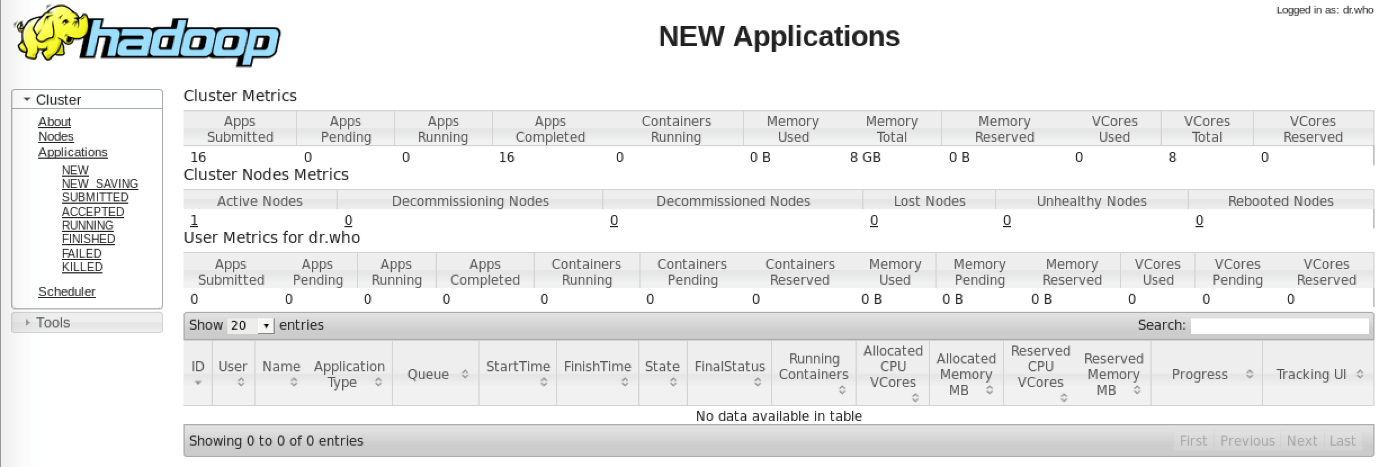 Logged in as: dr.who
hadoop
NEW Applications
Cluster
About
Nodes
Applications
NEW
NEW_SAVING
SUBMITTED
ACCEPTED
RUNNING
FINISHED
FAILED
KILLED
Scheduler
Tools
Cluster Metrics
Apps Submitted Apps Pending Apps Running Apps Completed Containers Running Memory Used Memory Total Memory Reserved VCores Used VCores Total VCores Reserved
16 0 0 16 0 0 B 8 GB 0 B 0 8 0
Cluster Nodes Metrics
Active Nodes Decommissioning Nodes Decommissioned Nodes Lost Nodes Unhealthy Nodes Rebooted Nodes
1 0 0 0 0 0
User Metrics for dr.who
Apps Submitted Apps Pending Apps Running Apps Completed Containers Running Containers Pending Containers Reserved Memory Used Memory Pending Memory Reserved VCores Used VCores Pending VCores Reserved
0 0 0 0 0 0 0 0 B 0 B 0 B 0 0 0
Show 20 entries Search:
ID User Name Application Type Queue StartTime FinishTime State FinalStatus Running Containers Allocated CPU VCores Allocated Memory MB Reserved CPU VCores Reserved Memory MB Progress Tracking UI
No data available in table
Showing 0 to 0 of 0 entries First Previous Next Last